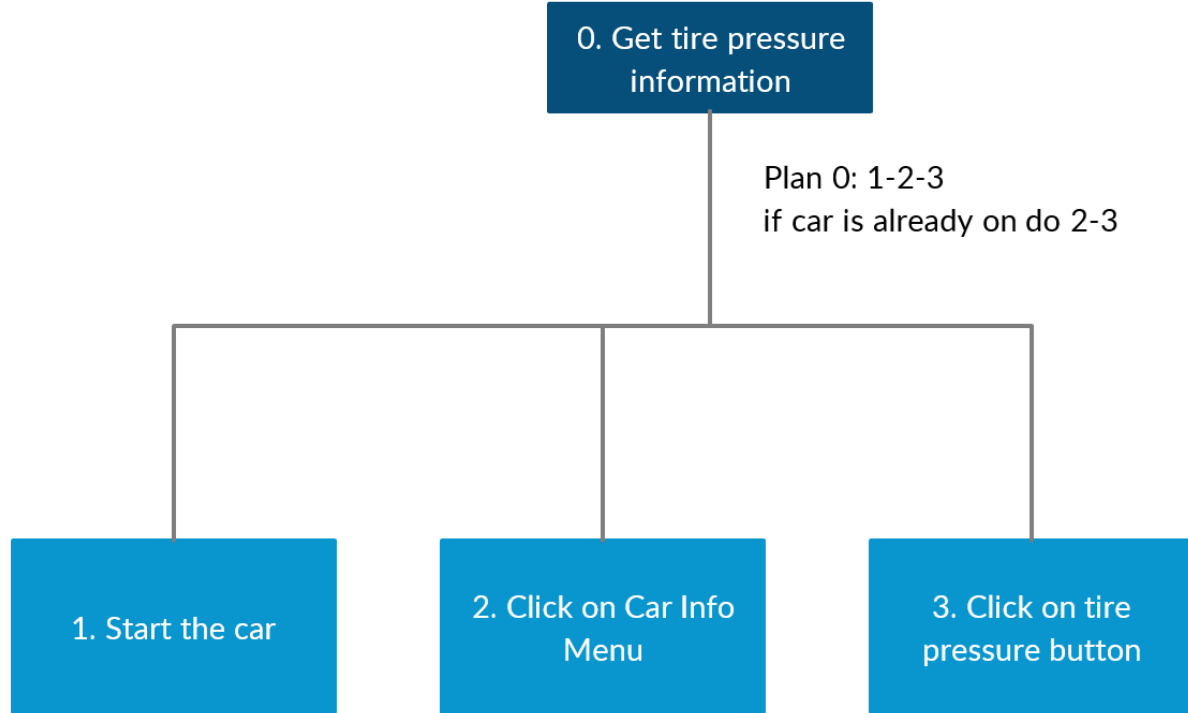 0. Get tire pressure
information
Plan 0: 1-2-3
if car is already on do 2-3
1. Start the car
2. Click on Car Info
Menu
3. Click on tire
pressure button